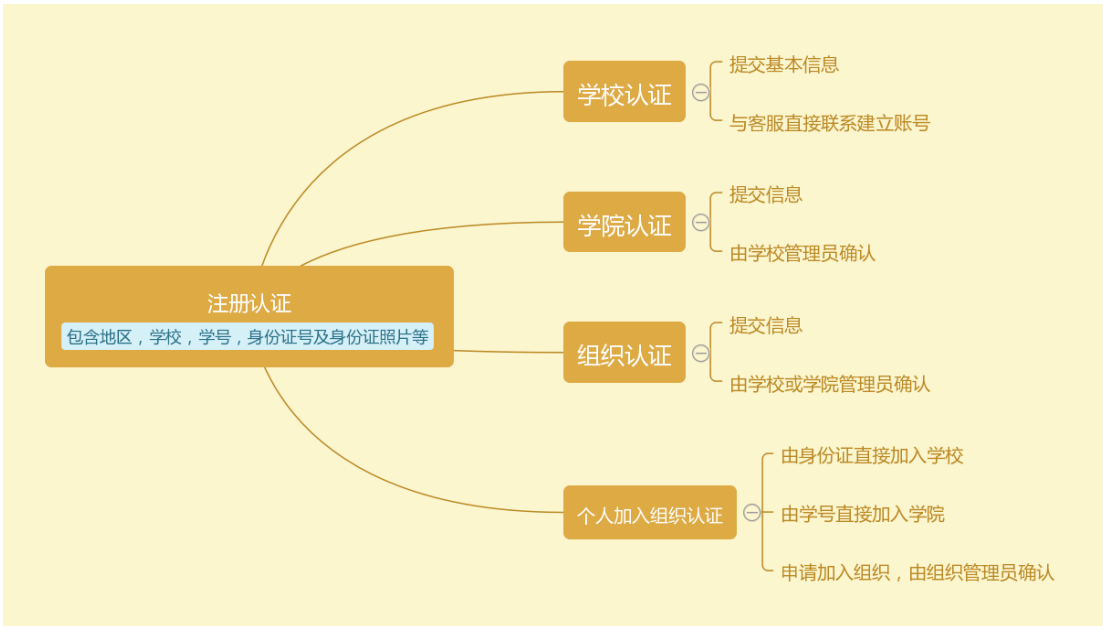 学校认证
提交基本信息
与客服直接联系建立账号
学院认证
提交信息
由学校管理员确认
注册认证
包含地区，学校，学号，身份证号及身份证照片等
组织认证
提交信息
由学校或学院管理员确认
个人加入组织认证
由身份证直接加入学校
由学号直接加入学院
申请加入组织，由组织管理员确认